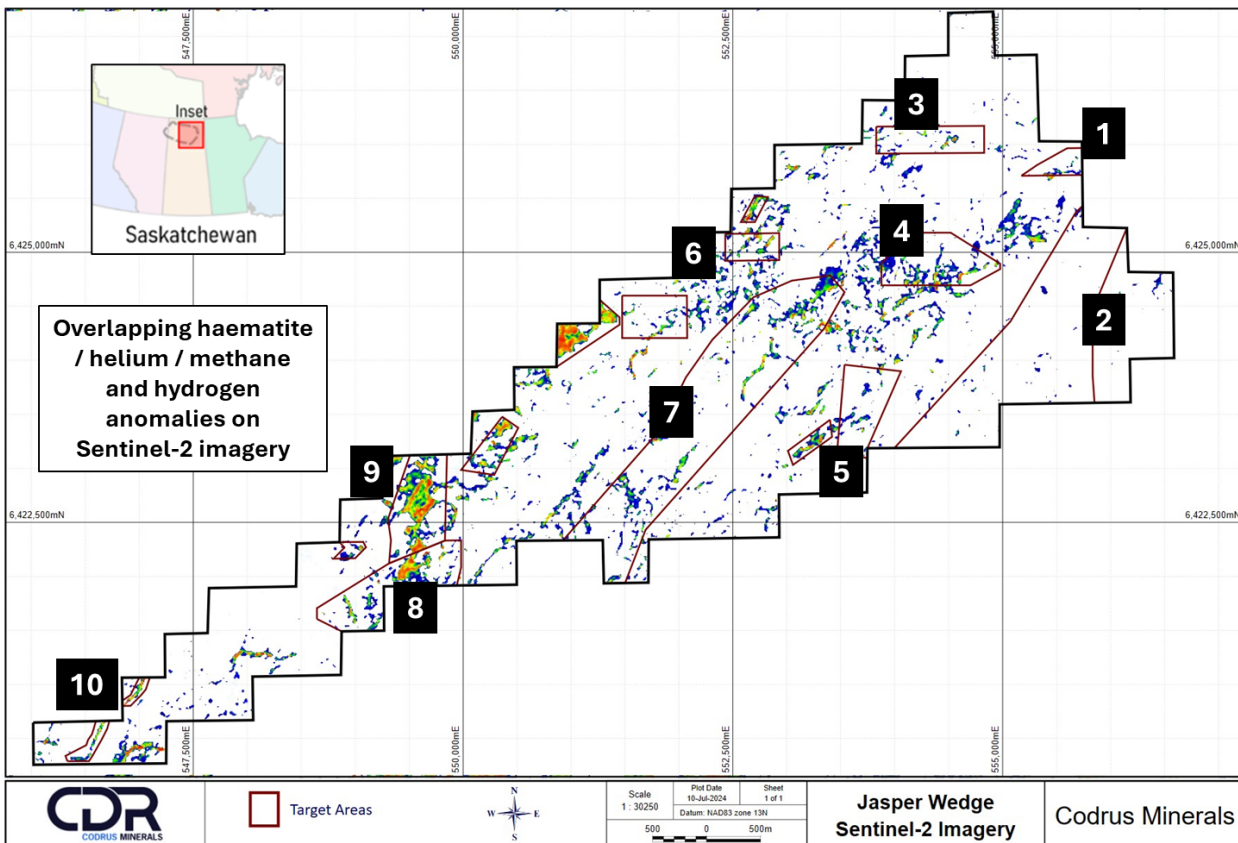 547,500mE
550,000mE
552,500mE
555,000mE
Inset
Saskatchewan
3
1
4
6
6,425,000mN
6,425,000mN
2
Overlapping haematite
/ helium / methane
and hydrogen
anomalies on
Sentinel-2 imagery
7
9
5
6,422,500mN
6,422,500mN
8
10
547,500mE
550,000mE
552,500mE
555,000mE
CDR
CODRUS MINERALS
Target Areas
N
W E
S
Scale
1 : 30250
Plot Date
10-Jul-2024
Sheet
1 of 1
Datum: NAD83 zone 13N
500 0 500m
Jasper Wedge
Sentinel-2 Imagery
Codrus Minerals